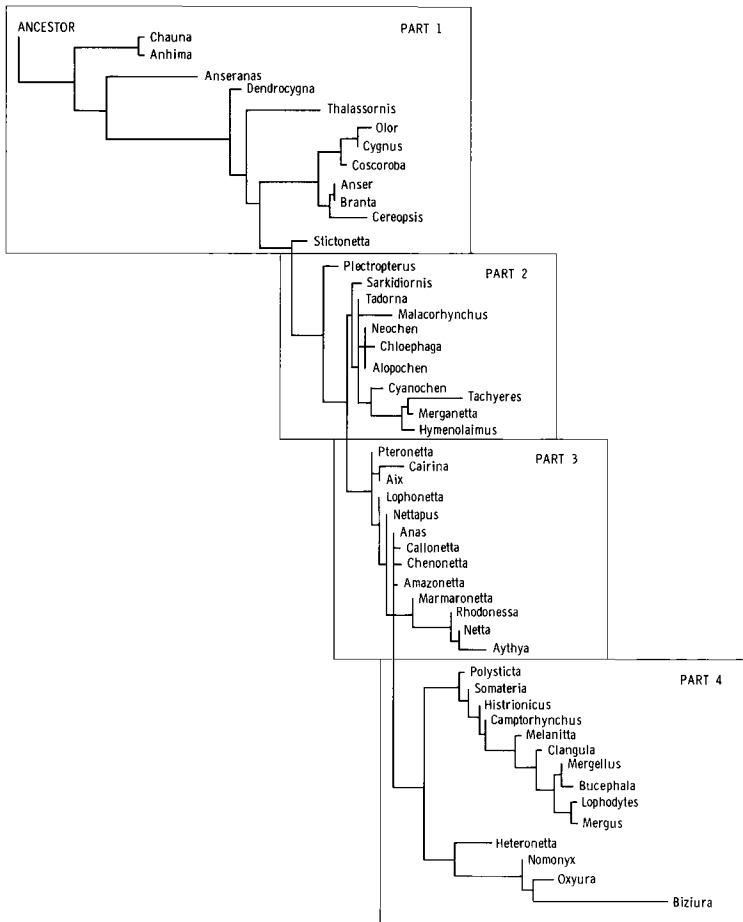 ANCESTOR
PART 1
Chauna
Anhima
Anseranas
Dendrocygna
Thalassornis
Olor
Cygnus
Coscoroba
Anser
Branta
Cereopsis
Stictonetta
PART 2
Plectropterus
Sarkidiornis
Tadorna
Malacorhynchus
Neochen
Chloephaga
Alopochen
Cyanochen
Tachyeres
Merganetta
Hymenolaimus
PART 3
Pteronetta
Cairina
Aix
Lophonetta
Nettapus
Anas
Callonetta
Chenonetta
Amazonetta
Marmaronetta
Rhodonessa
Netta
Aythya
PART 4
Polysticta
Somateria
Histrionicus
Camptorhynchus
Melanitta
Clangula
Mergellus
Bucephala
Lophodytes
Mergus
Heteronetta
Nomonyx
Oxyura
Biziura